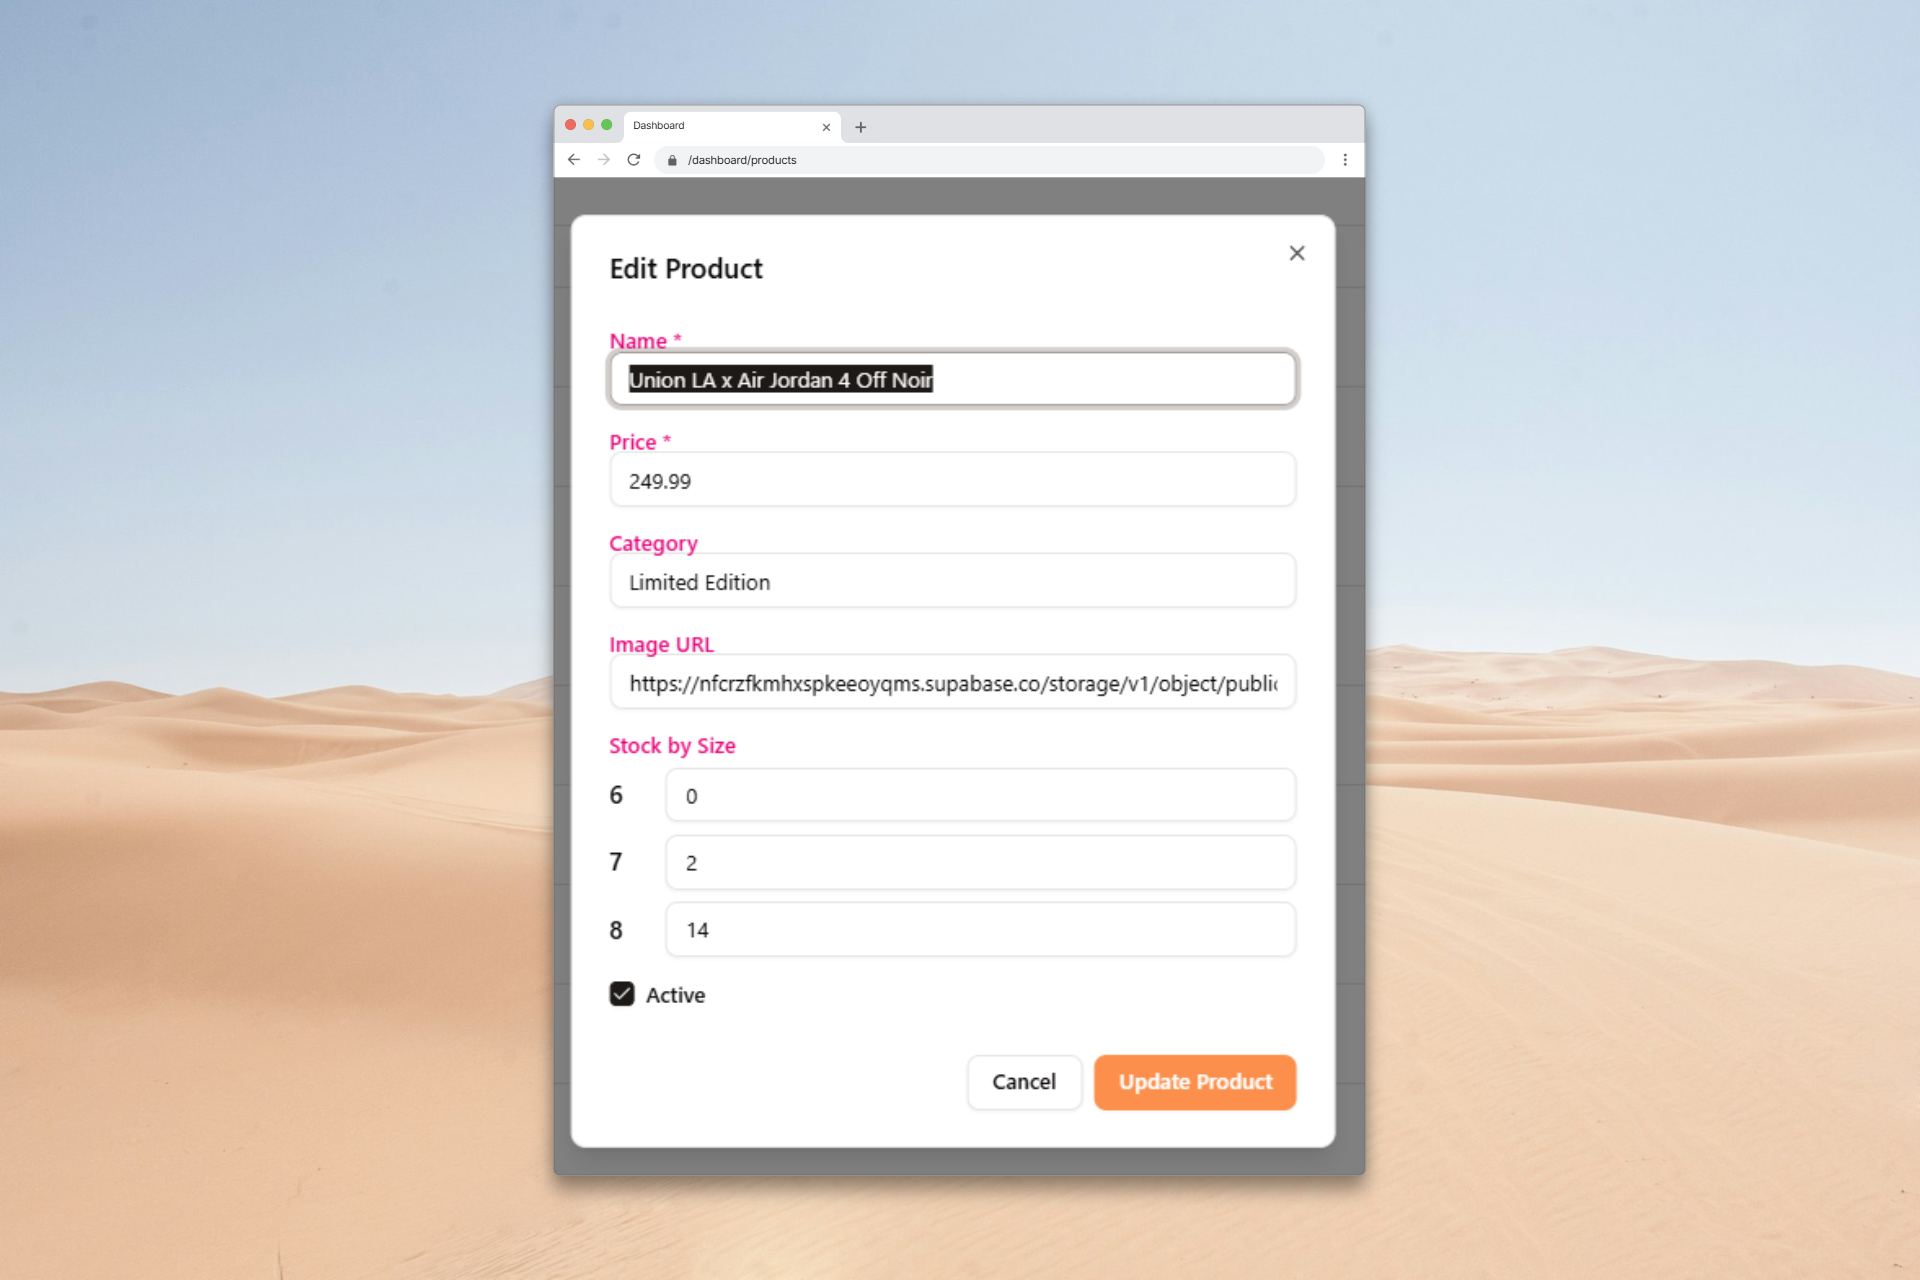 Dashboard
/dashboard/products
Edit Product
Name *
Union LA x Air Jordan 4 Off Noir
Price *
249.99
Category
Limited Edition
Image URL
https://nfcrzfkmhxspkeeoyqms.supabase.co/storage/v1/object/public
Stock by Size
6 0
7 2
8 14
Active
Cancel Update Product